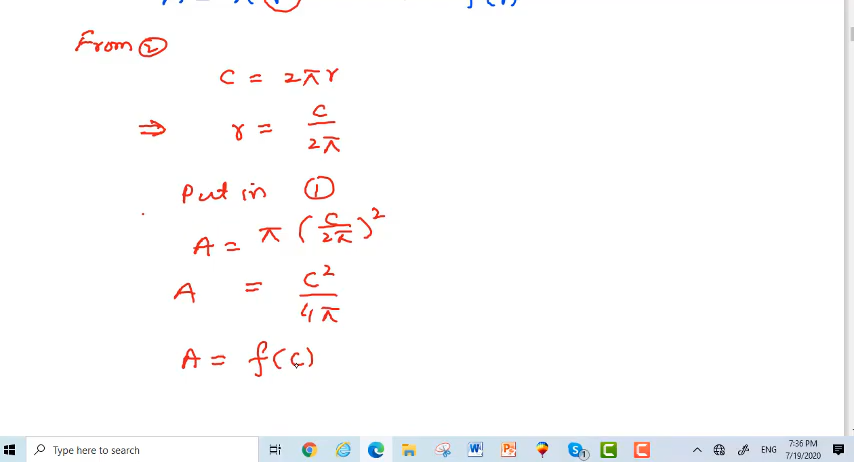 From ②
C = 2πr
⇒ r = C/2π
Put in ①
A = π (C/2π)²
A = C²/4π
A = f(C)
Type here to search
ENG
7:36 PM
7/19/2020